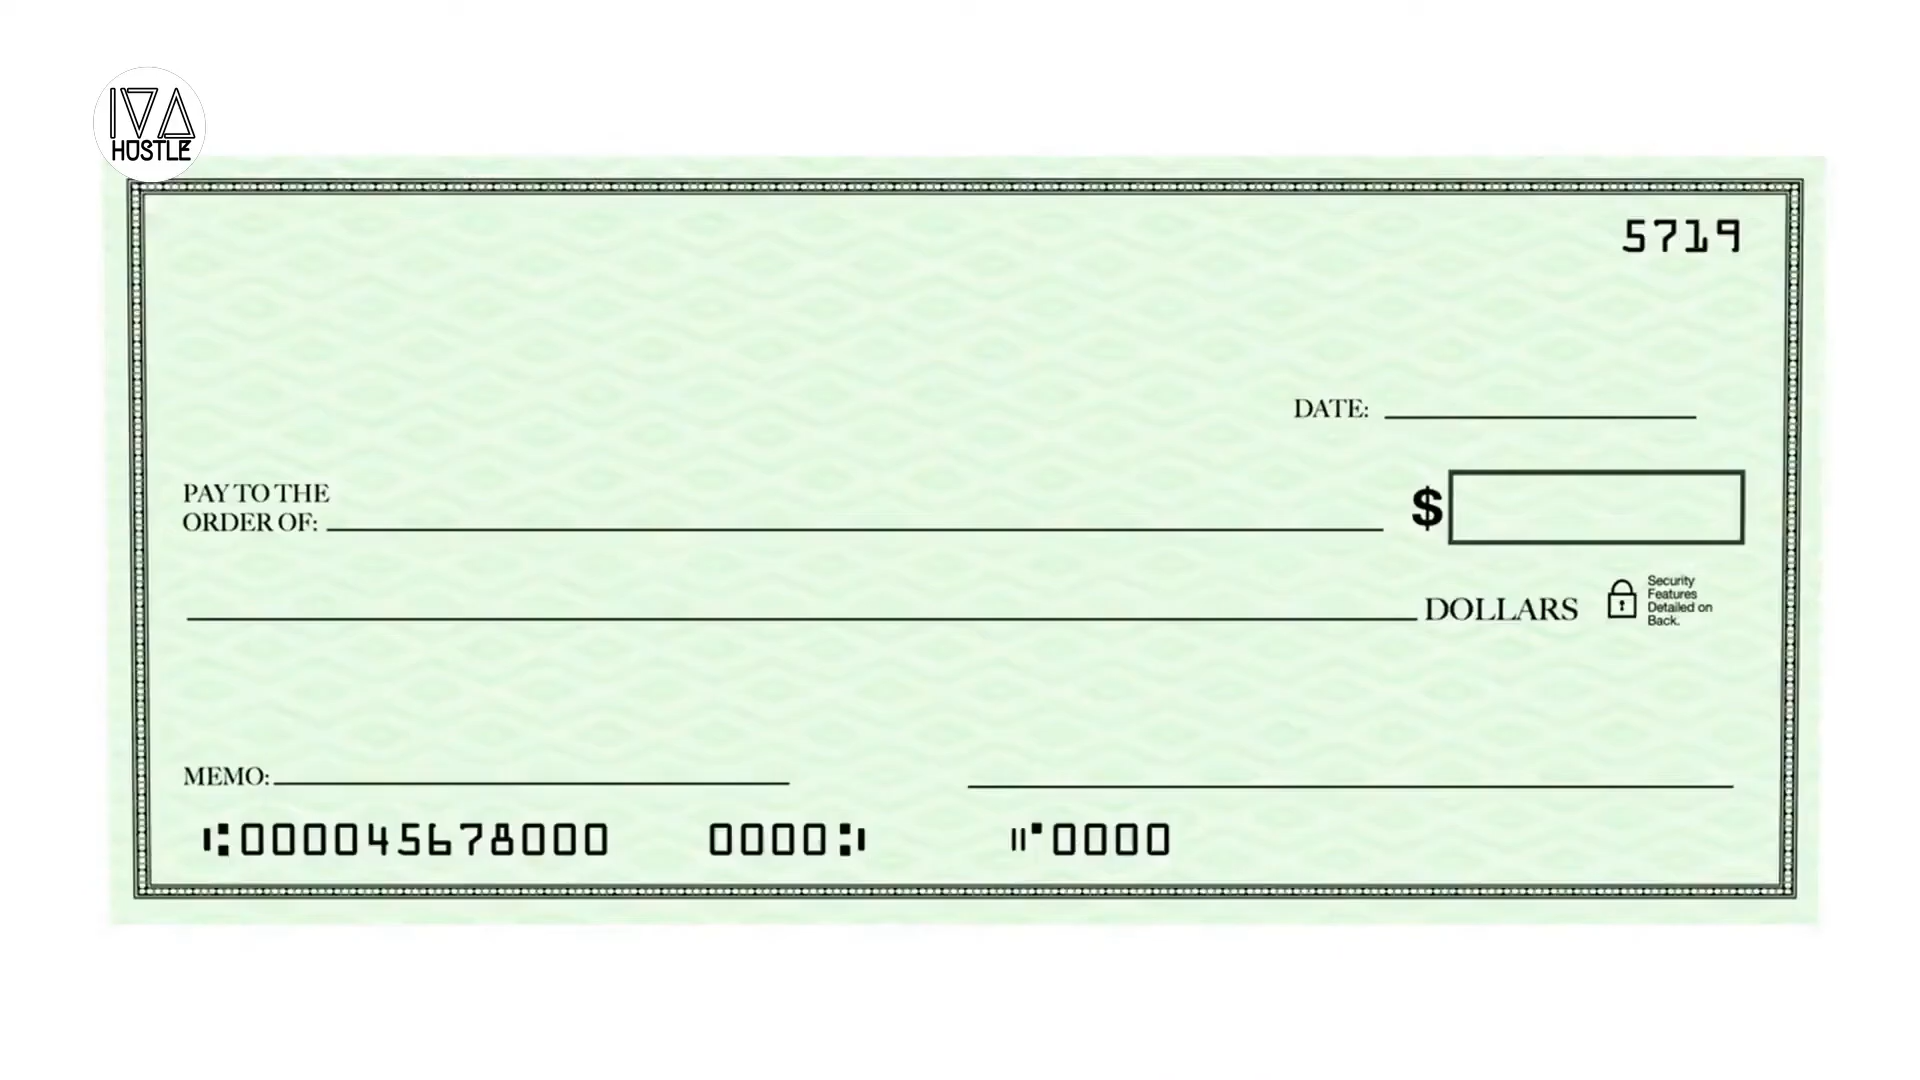 IVA
HUSTLE
5719
DATE:
PAY TO THE
ORDER OF:
$
DOLLARS
Security
Features
Detailed on
Back.
MEMO:
⑆000045678000 0000⑆ ⑈0000